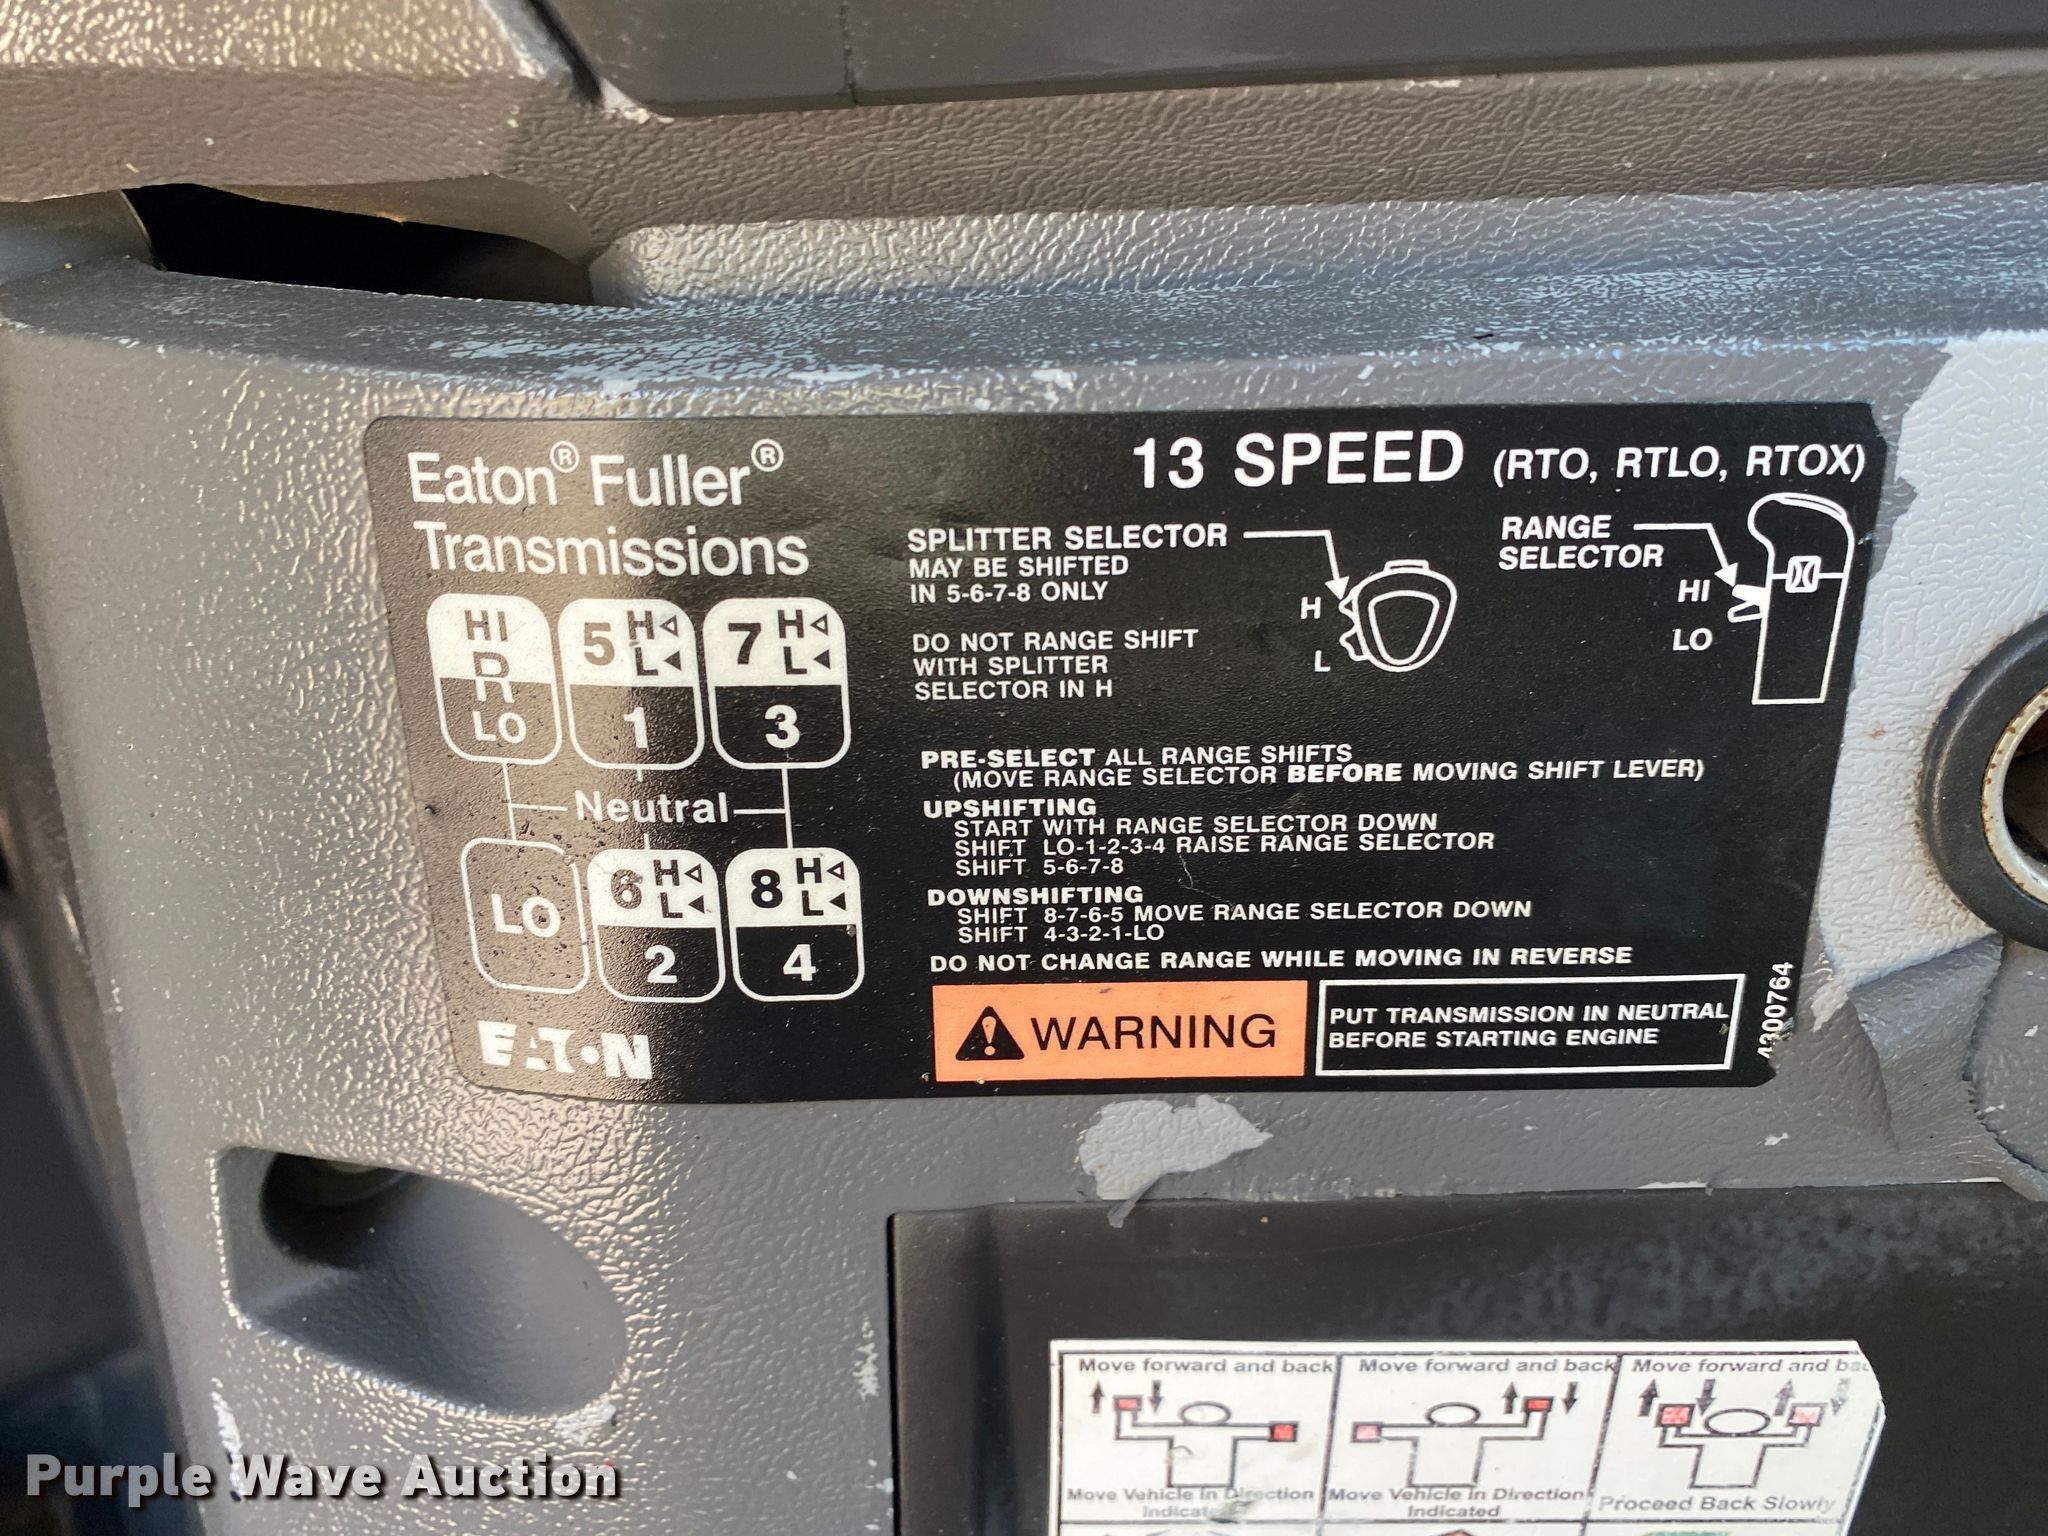 Eaton® Fuller®
Transmissions
13 SPEED (RTO, RTLO, RTOX)
SPLITTER SELECTOR
MAY BE SHIFTED
IN 5-6-7-8 ONLY
H
L
RANGE
SELECTOR
HI
LO
DO NOT RANGE SHIFT
WITH SPLITTER
SELECTOR IN H
HI
R
LO
5 H L
1
7 H L
3
Neutral
LO
6 H L
2
8 H L
4
PRE-SELECT ALL RANGE SHIFTS
(MOVE RANGE SELECTOR BEFORE MOVING SHIFT LEVER)
UPSHIFTING
START WITH RANGE SELECTOR DOWN
SHIFT LO-1-2-3-4 RAISE RANGE SELECTOR
SHIFT 5-6-7-8
DOWNSHIFTING
SHIFT 8-7-6-5 MOVE RANGE SELECTOR DOWN
SHIFT 4-3-2-1-LO
DO NOT CHANGE RANGE WHILE MOVING IN REVERSE
EATON
WARNING
PUT TRANSMISSION IN NEUTRAL
BEFORE STARTING ENGINE
4300764
Move forward and back
Move Vehicle In Direction
Move forward and back
Move Vehicle In Direction
Indicated
Move forward and
Proceed Back Slowly
Purple Wave Auction